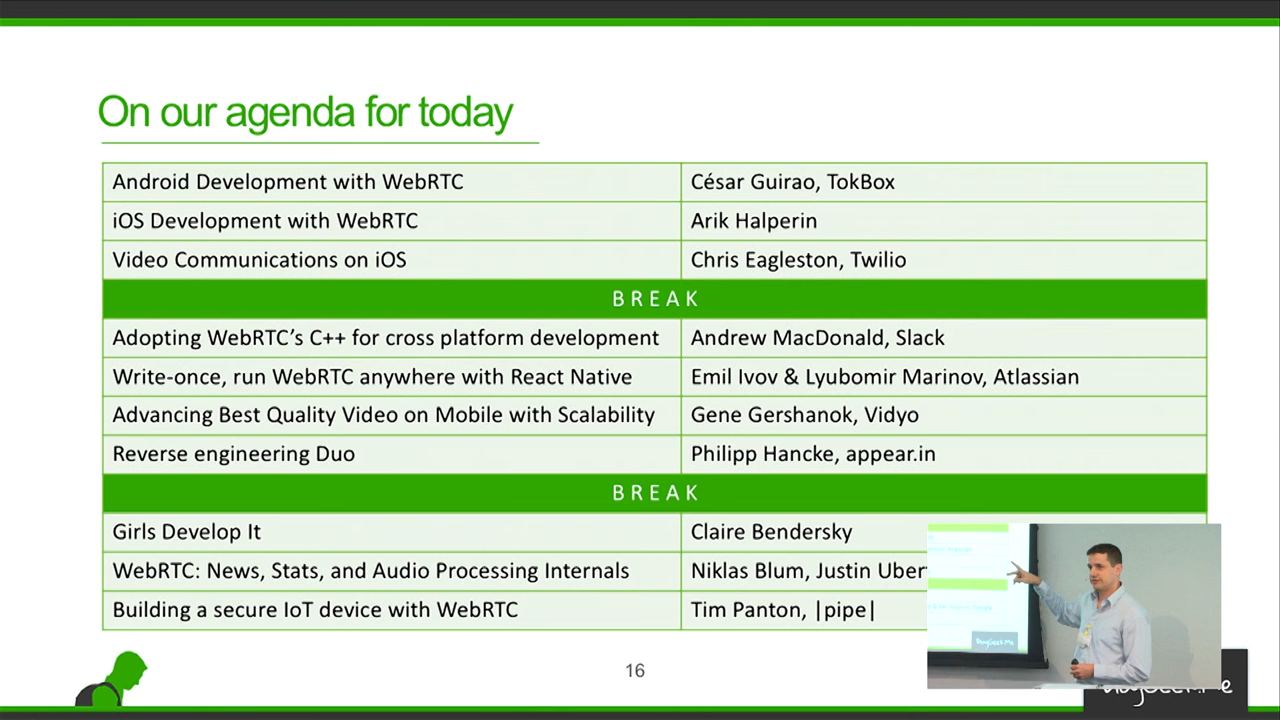 On our agenda for today
Android Development with WebRTC César Guirao, TokBox
iOS Development with WebRTC Arik Halperin
Video Communications on iOS Chris Eagleston, Twilio
BREAK
Adopting WebRTC’s C++ for cross platform development Andrew MacDonald, Slack
Write-once, run WebRTC anywhere with React Native Emil Ivov & Lyubomir Marinov, Atlassian
Advancing Best Quality Video on Mobile with Scalability Gene Gershanok, Vidyo
Reverse engineering Duo Philipp Hancke, appear.in
BREAK
Girls Develop It Claire Bendersky
WebRTC: News, Stats, and Audio Processing Internals Niklas Blum, Justin Uber
Building a secure IoT device with WebRTC Tim Panton, |pipe|
16